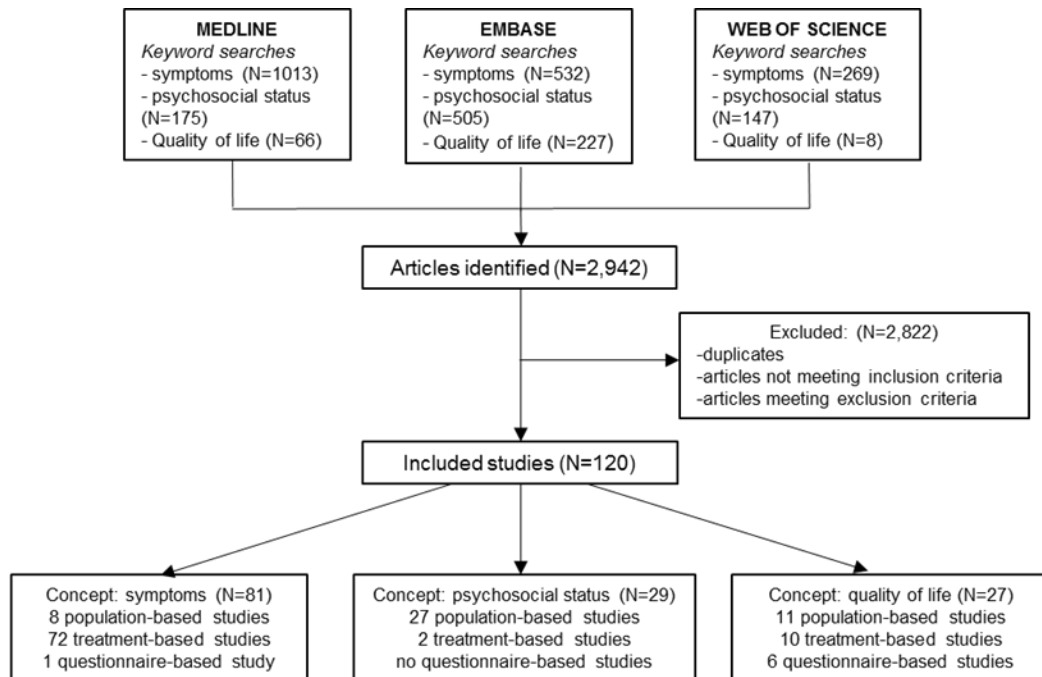 MEDLINE
Keyword searches
- symptoms (N=1013)
- psychosocial status
(N=175)
- Quality of life (N=66)
EMBASE
Keyword searches
- symptoms (N=532)
- psychosocial status
(N=505)
- Quality of life (N=227)
WEB OF SCIENCE
Keyword searches
- symptoms (N=269)
- psychosocial status
(N=147)
- Quality of life (N=8)
Articles identified (N=2,942)
Excluded: (N=2,822)
-duplicates
-articles not meeting inclusion criteria
-articles meeting exclusion criteria
Included studies (N=120)
Concept: symptoms (N=81)
8 population-based studies
72 treatment-based studies
1 questionnaire-based study
Concept: psychosocial status (N=29)
27 population-based studies
2 treatment-based studies
no questionnaire-based studies
Concept: quality of life (N=27)
11 population-based studies
10 treatment-based studies
6 questionnaire-based studies